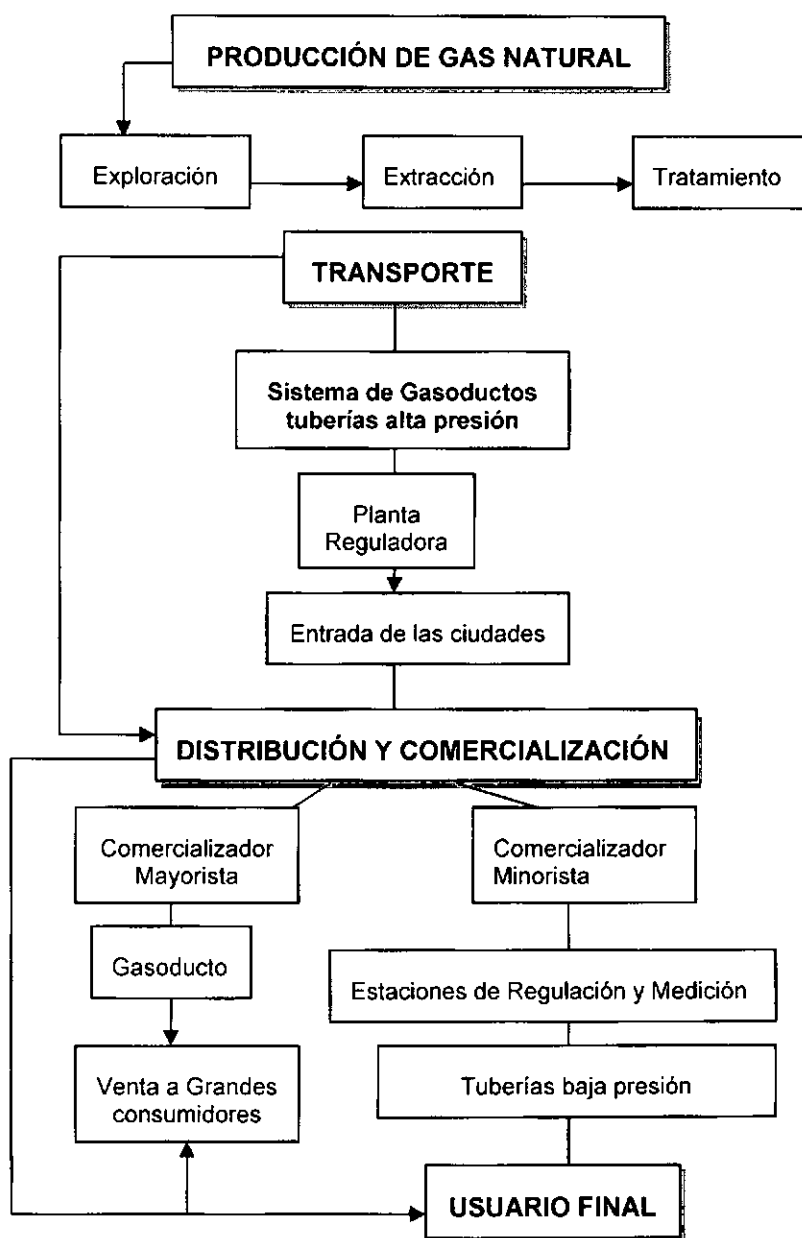 PRODUCCIÓN DE GAS NATURAL
Exploración
Extracción
Tratamiento
TRANSPORTE
Sistema de Gasoductos
tuberías alta presión
Planta
Reguladora
Entrada de las ciudades
DISTRIBUCIÓN Y COMERCIALIZACIÓN
Comercializador
Mayorista
Comercializador
Minorista
Gasoducto
Estaciones de Regulación y Medición
Venta a Grandes
consumidores
Tuberías baja presión
USUARIO FINAL